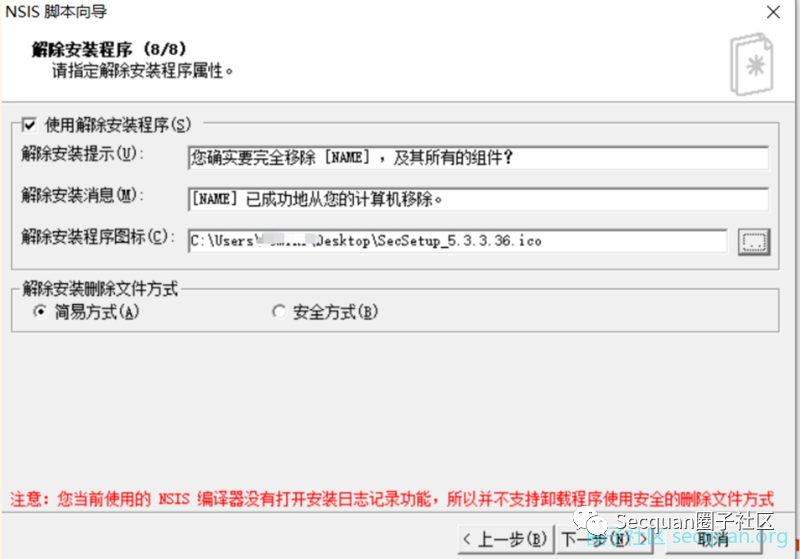 NSIS 脚本向导
解除安装程序 (8/8)
请指定解除安装程序属性。
使用解除安装程序(S)
解除安装提示(U): 您确实要完全移除 [NAME] ，及其所有的组件？
解除安装消息(M): [NAME] 已成功地从您的计算机移除。
解除安装程序图标(C): C:\Users\ \Desktop\SecSetup_5.3.3.36.ico ...
解除安装删除文件方式
简易方式(A) 安全方式(B)
注意：您当前使用的 NSIS 编译器没有打开安装日志记录功能，所以并不支持卸载程序使用安全的删除文件方式
Secquan圈子社区
secquan.org
< 上一步(B) 下一步(N) > 取消